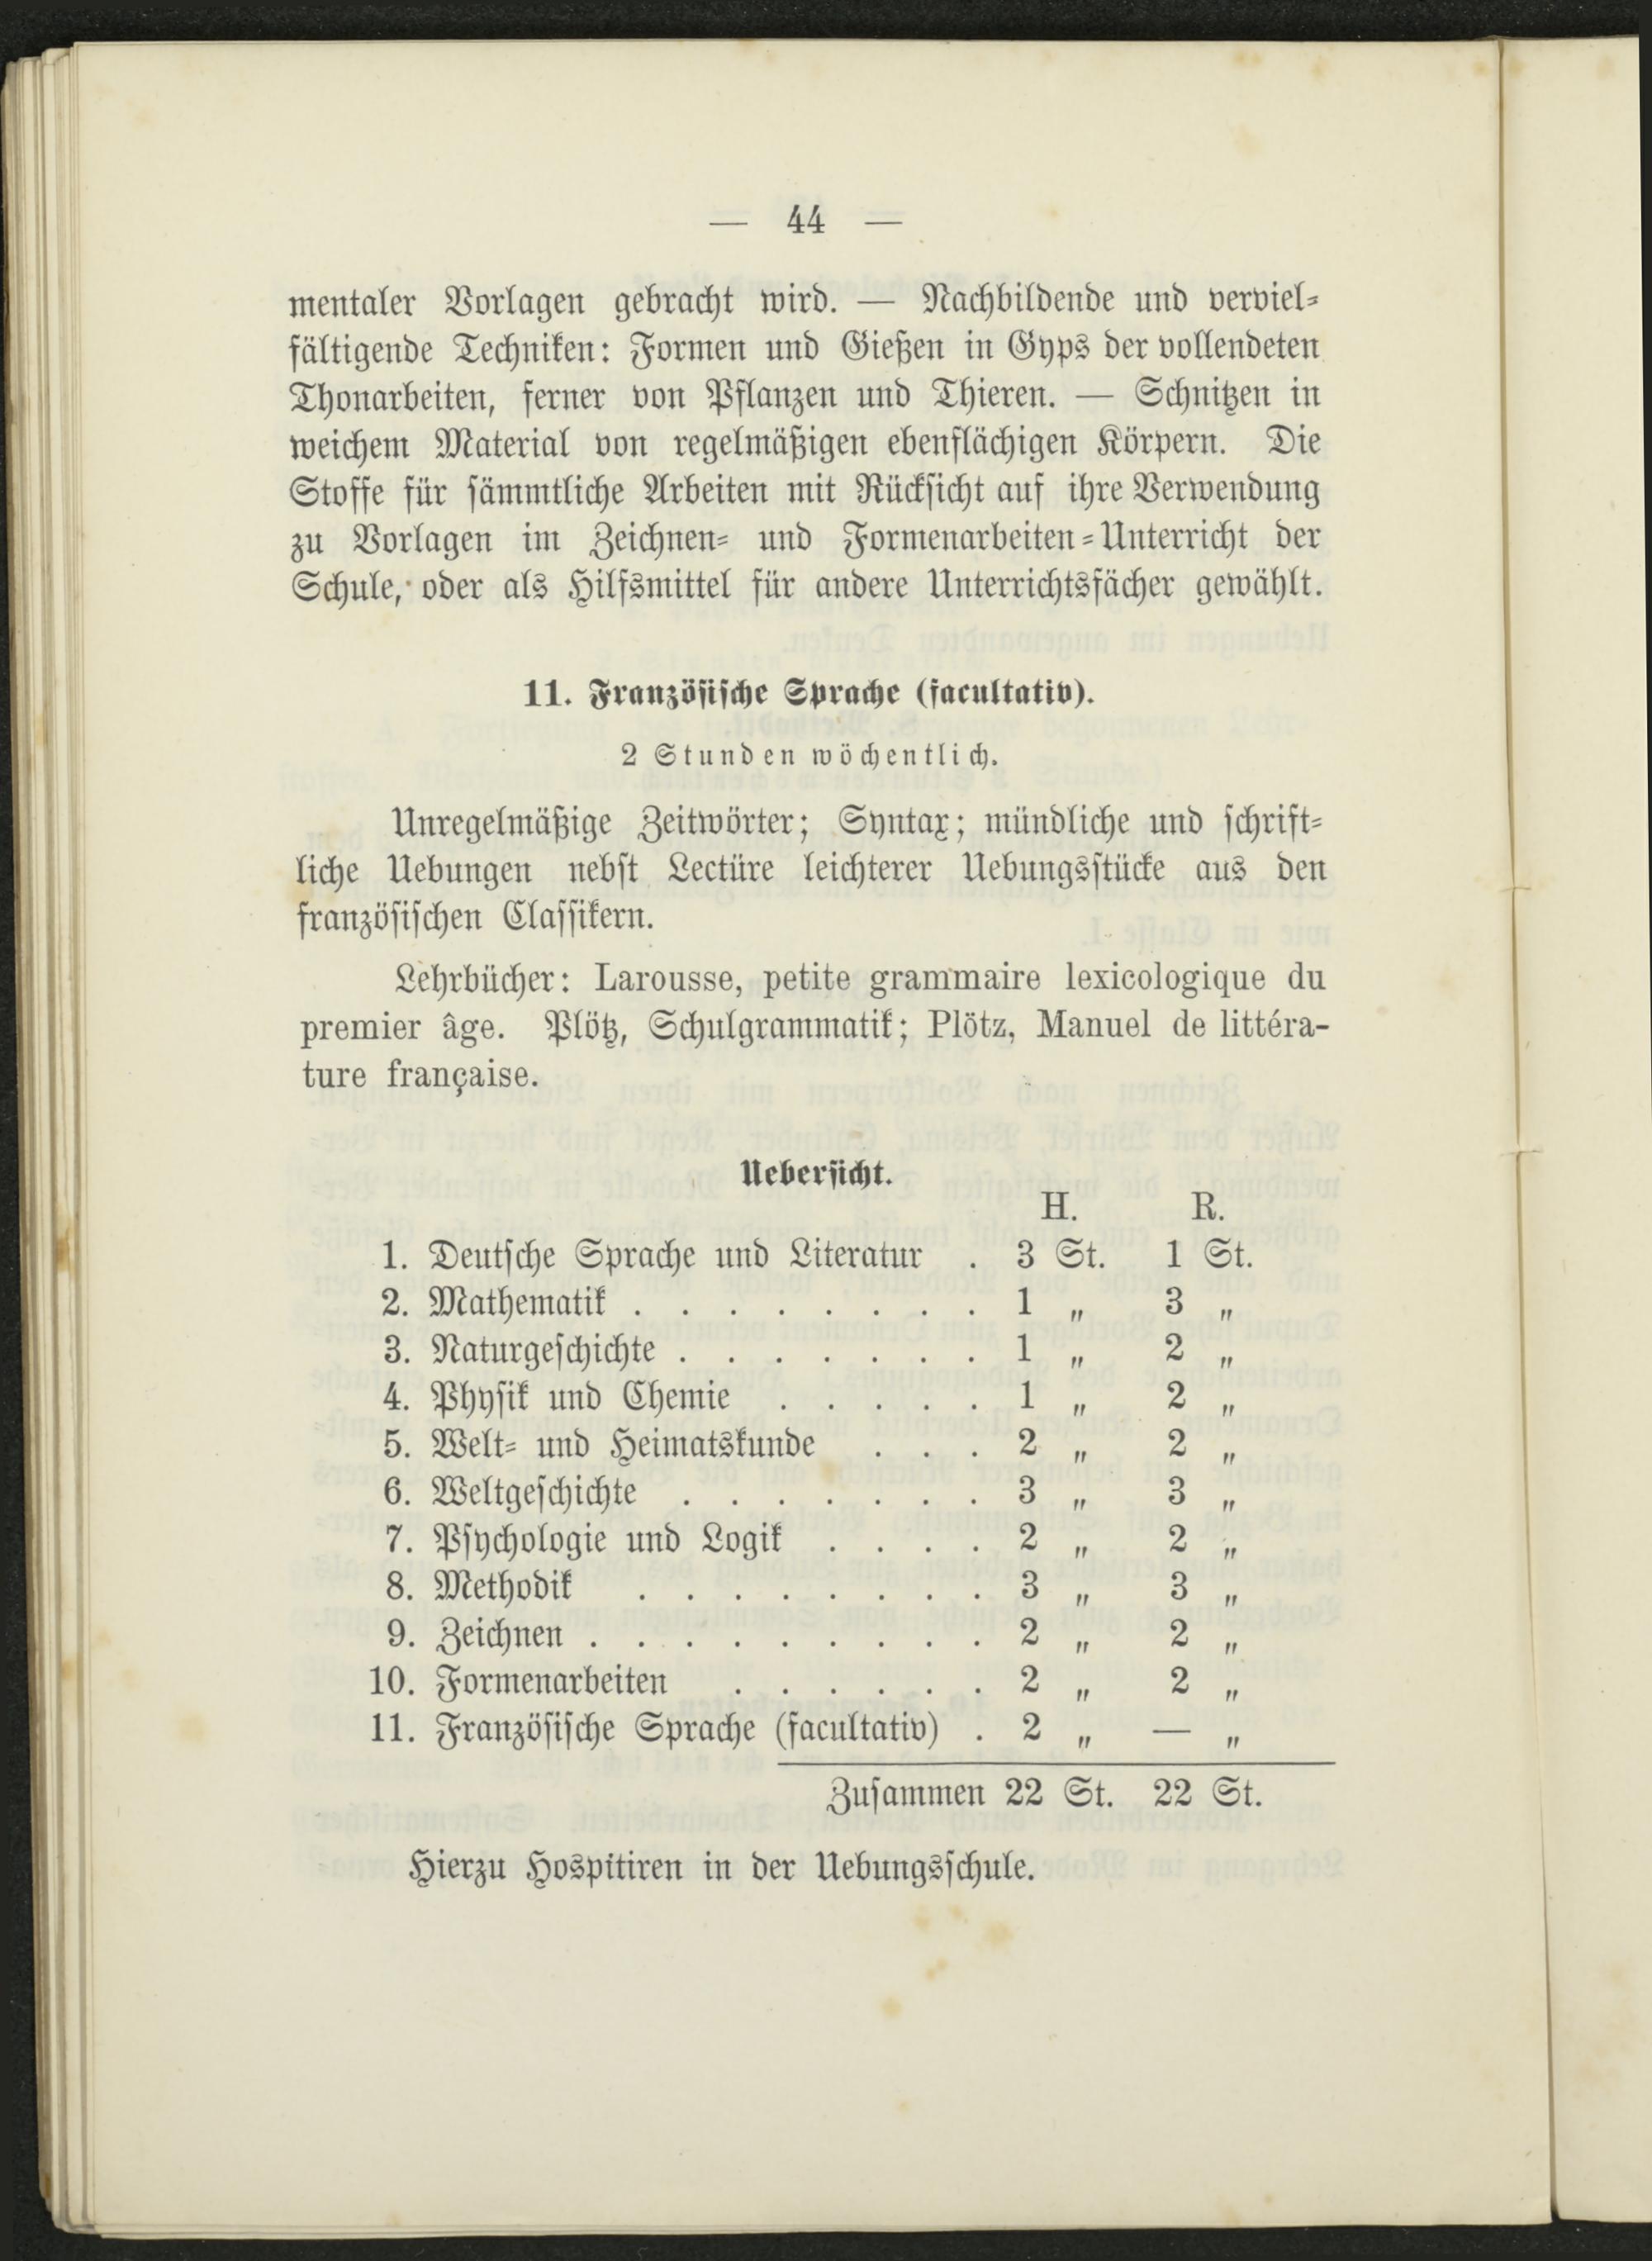 — 44 —
mentaler Vorlagen gebracht wird. — Nachbildende und verviel-
fältigende Techniken: Formen und Gießen in Gyps der vollendeten
Thonarbeiten, ferner von Pflanzen und Thieren. — Schnitzen in
weichem Material von regelmäßigen ebenflächigen Körpern. Die
Stoffe für sämmtliche Arbeiten mit Rücksicht auf ihre Verwendung
zu Vorlagen im Zeichnen- und Formenarbeiten-Unterricht der
Schule, oder als Hilfsmittel für andere Unterrichtsfächer gewählt.
11. Französische Sprache (facultativ).
2 Stunden wöchentlich.
Unregelmäßige Zeitwörter; Syntax; mündliche und schrift-
liche Uebungen nebst Lectüre leichterer Uebungsstücke aus den
französischen Classikern.
Lehrbücher: Larousse, petite grammaire lexicologique du
premier âge. Plötz, Schulgrammatik; Plötz, Manuel de littéra-
ture française.
Uebersicht.
H. R.
1. Deutsche Sprache und Literatur . 3 St. 1 St.
2. Mathematik . . . . . . . . 1 „ 3 „
3. Naturgeschichte . . . . . . . 1 „ 2 „
4. Physik und Chemie . . . . . 1 „ 2 „
5. Welt- und Heimatskunde . . . 2 „ 2 „
6. Weltgeschichte . . . . . . . 3 „ 3 „
7. Psychologie und Logik . . . . 2 „ 2 „
8. Methodik . . . . . . . . 3 „ 3 „
9. Zeichnen . . . . . . . . . 2 „ 2 „
10. Formenarbeiten . . . . . . 2 „ 2 „
11. Französische Sprache (facultativ) . 2 „ — „
Zusammen 22 St. 22 St.
Hierzu Hospitiren in der Uebungsschule.